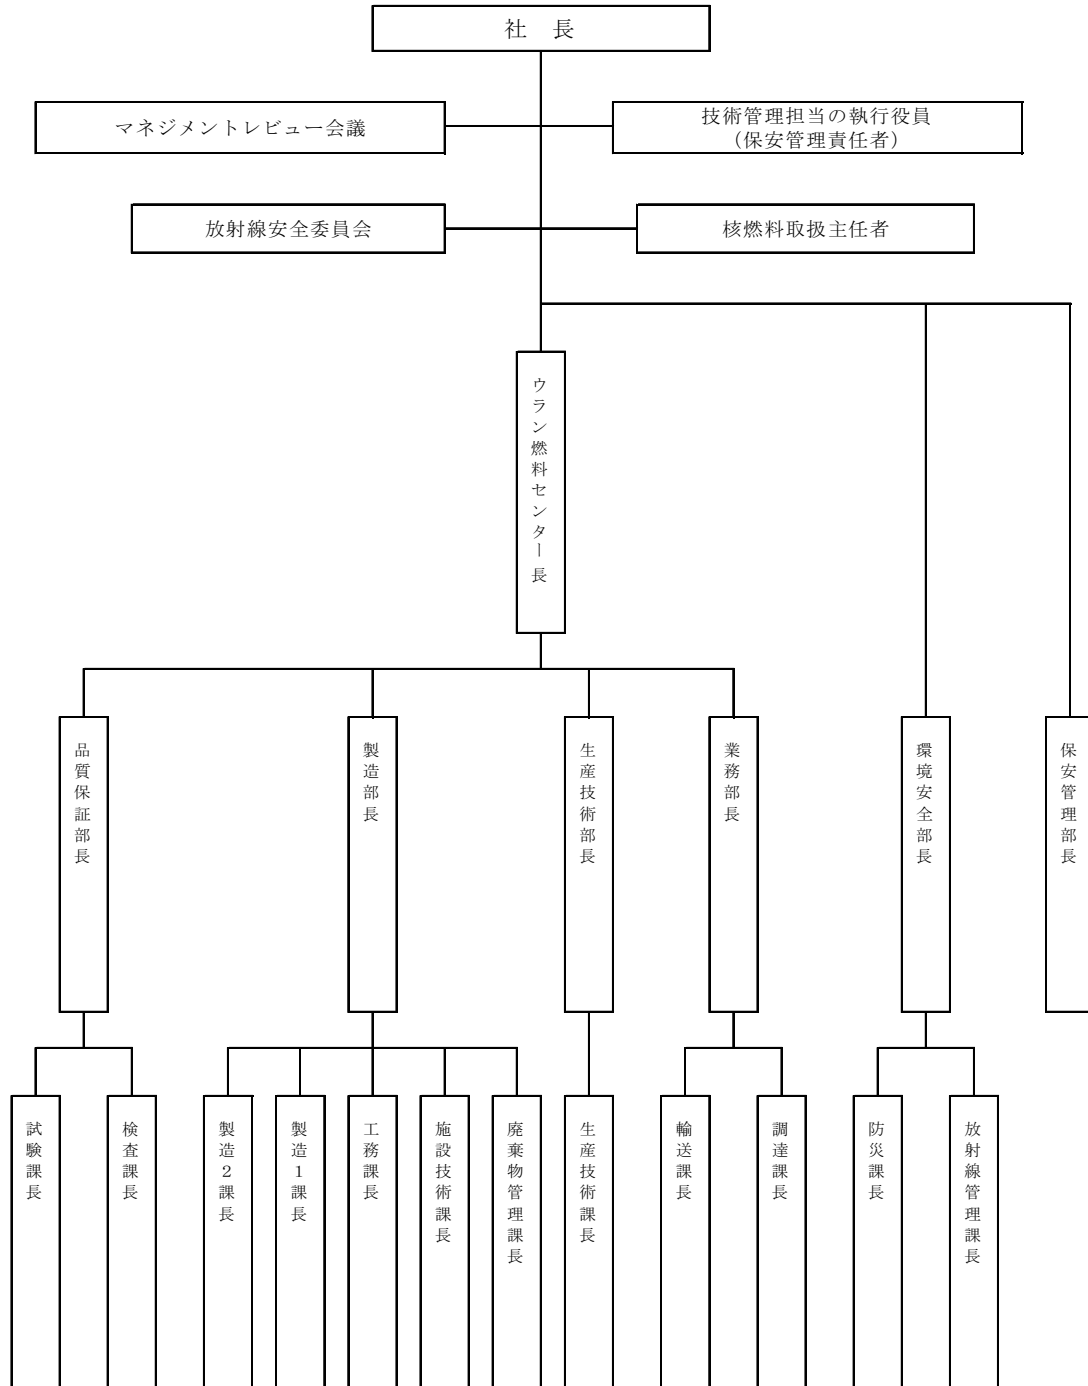 社　長
マネジメントレビュー会議
技術管理担当の執行役員
（保安管理責任者）
放射線安全委員会
核燃料取扱主任者
ウラン燃料センター長
品質保証部長
製造部長
生産技術部長
業務部長
環境安全部長
保安管理部長
試験課長
検査課長
製造２課長
製造１課長
工務課長
施設技術課長
廃棄物管理課長
生産技術課長
輸送課長
調達課長
防災課長
放射線管理課長